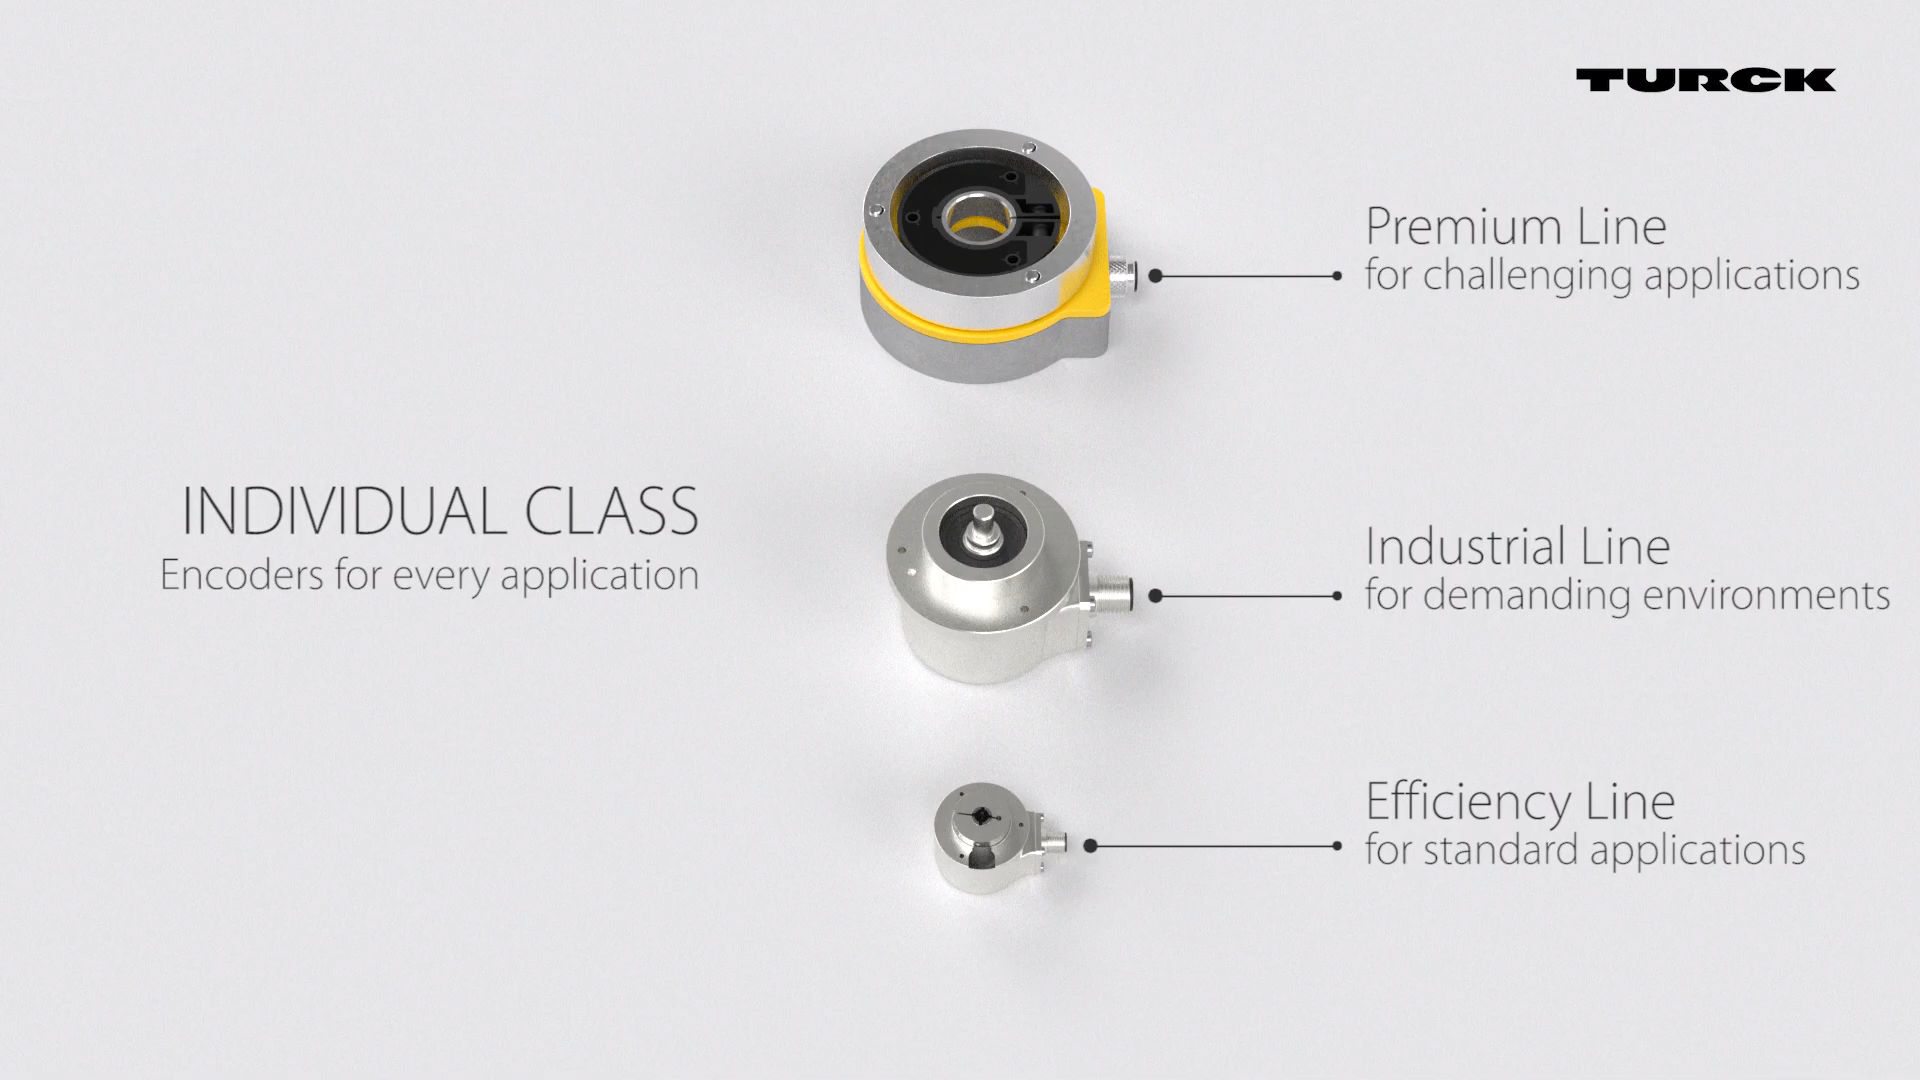 TURCK
Premium Line
for challenging applications
INDIVIDUAL CLASS
Encoders for every application
Industrial Line
for demanding environments
Efficiency Line
for standard applications